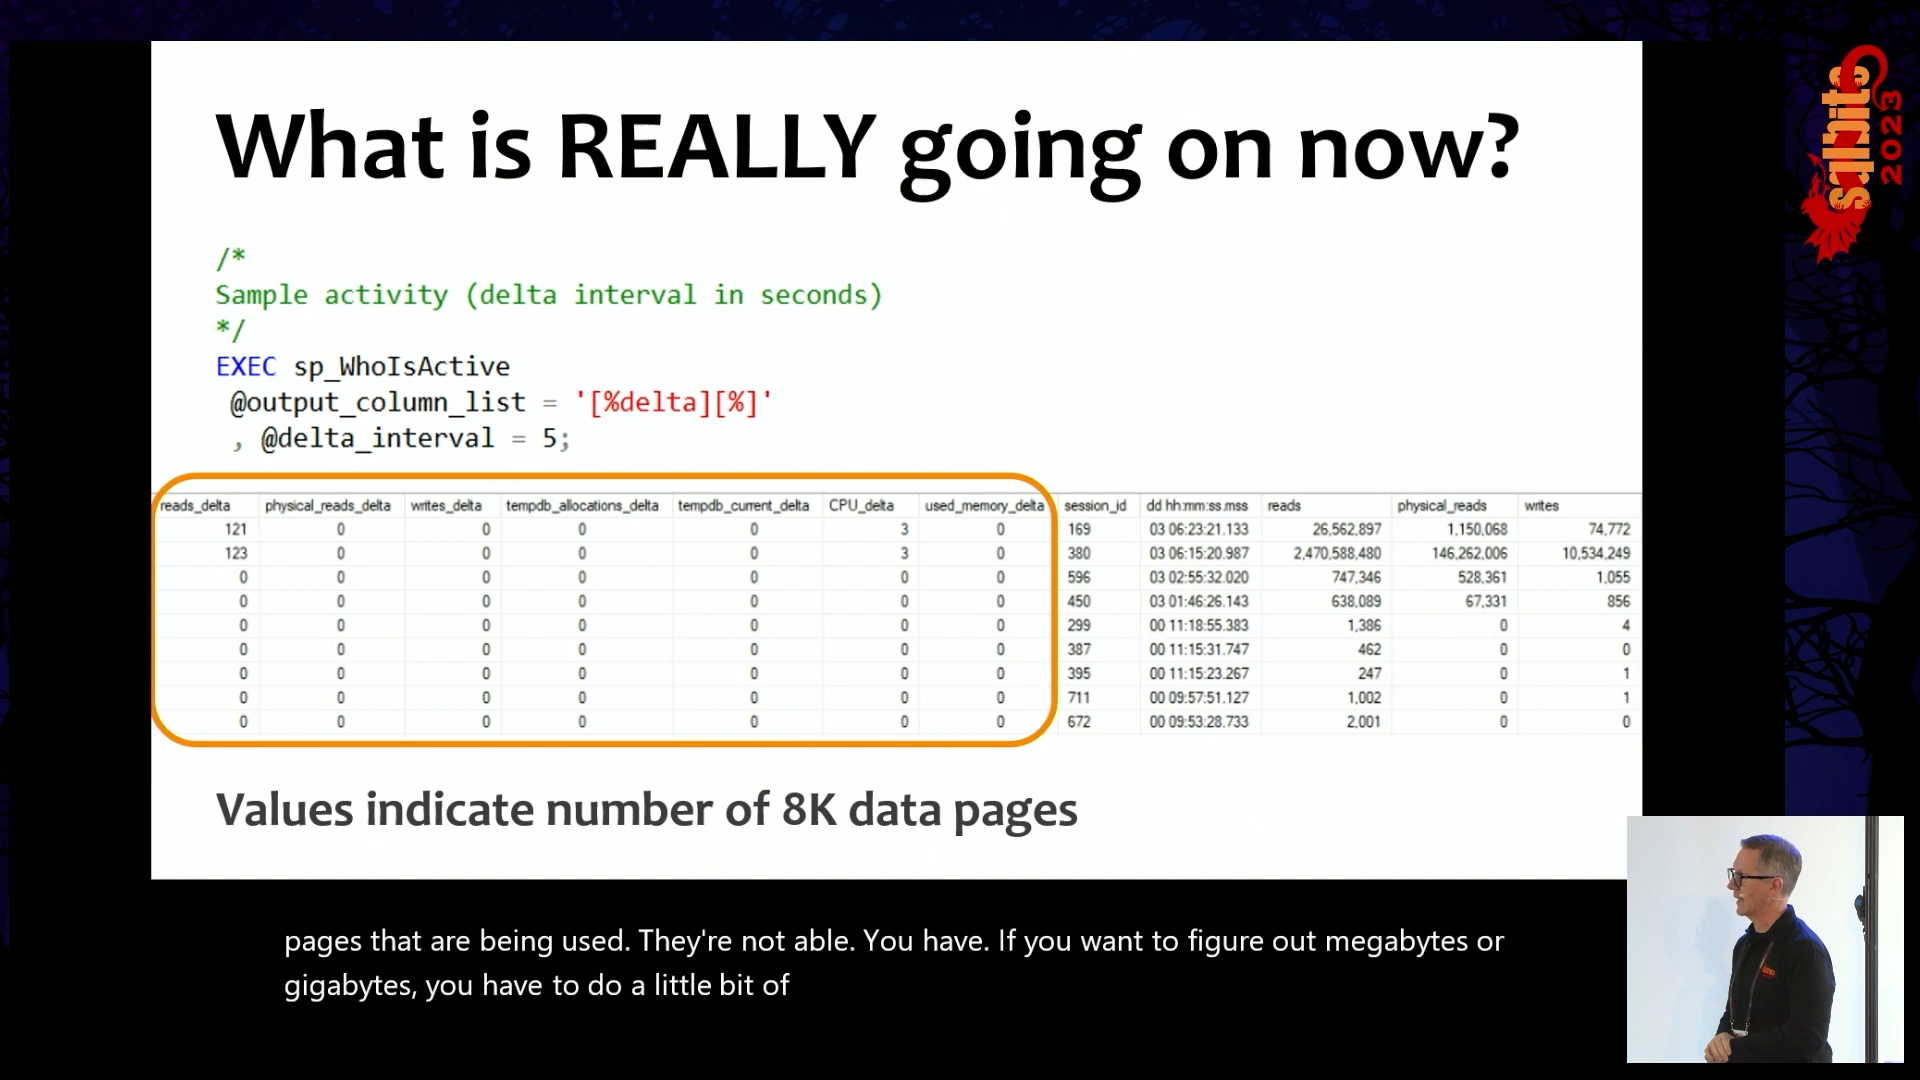 What is REALLY going on now?
/*
Sample activity (delta interval in seconds)
*/
EXEC sp_WhoIsActive
@output_column_list = '[%delta][%]'
, @delta_interval = 5;
reads_delta physical_reads_delta writes_delta tempdb_allocations_delta tempdb_current_delta CPU_delta used_memory_delta session_id dd hh:mm:ss.mss reads physical_reads writes
121 0 0 0 0 3 0 169 03 06:23:21.133 26,562,897 1,150,068 74,772
123 0 0 0 0 3 0 380 03 06:15:20.987 2,470,588,480 146,262,006 10,534,249
0 0 0 0 0 0 0 596 03 02:55:32.020 747,346 528,361 1,055
0 0 0 0 0 0 0 450 03 01:46:26.143 638,089 67,331 856
0 0 0 0 0 0 0 299 00 11:18:55.383 1,386 0 4
0 0 0 0 0 0 0 387 00 11:15:31.747 462 0 0
0 0 0 0 0 0 0 395 00 11:15:23.267 247 0 1
0 0 0 0 0 0 0 711 00 09:57:51.127 1,002 0 1
0 0 0 0 0 0 0 672 00 09:53:28.733 2,001 0 0
Values indicate number of 8K data pages
pages that are being used. They're not able. You have. If you want to figure out megabytes or
gigabytes, you have to do a little bit of
sqlbits
2023